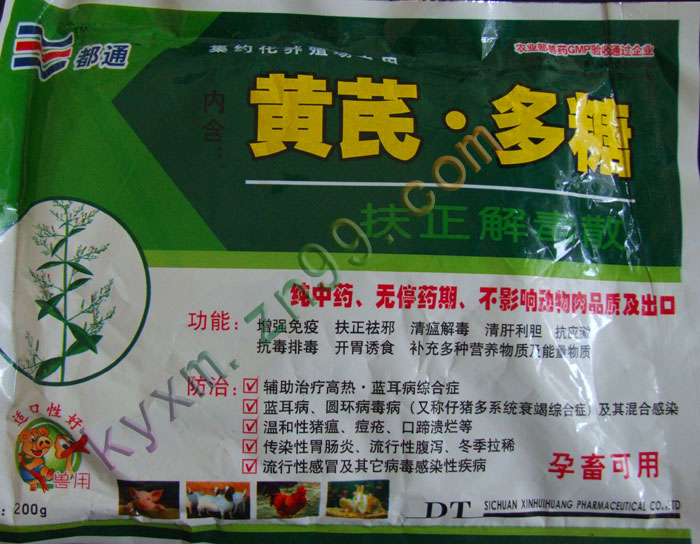 都通
集约化养殖场专用
农业部兽药GMP验收通过企业
内含：
黄芪·多糖
扶正解毒散
纯中药、无停药期、不影响动物肉品质及出口
功能：
增强免疫 扶正祛邪 清瘟解毒 清肝利胆 抗应激
抗毒排毒 开胃诱食 补充多种营养物质及能量物质
防治：
☑ 辅助治疗高热·蓝耳病综合症
☑ 蓝耳病、圆环病毒病（又称仔猪多系统衰竭综合症）及其混合感染
☑ 温和性猪瘟、痘疮、口蹄溃烂等
☑ 传染性胃肠炎、流行性腹泻、冬季拉稀
☑ 流行性感冒及其它病毒感染性疾病
适口性好
兽用
孕畜可用
: 200g
DT
SICHUAN XINHUIHUANG PHARMACEUTICAL CO.,LTD
kyxm.zn99.com